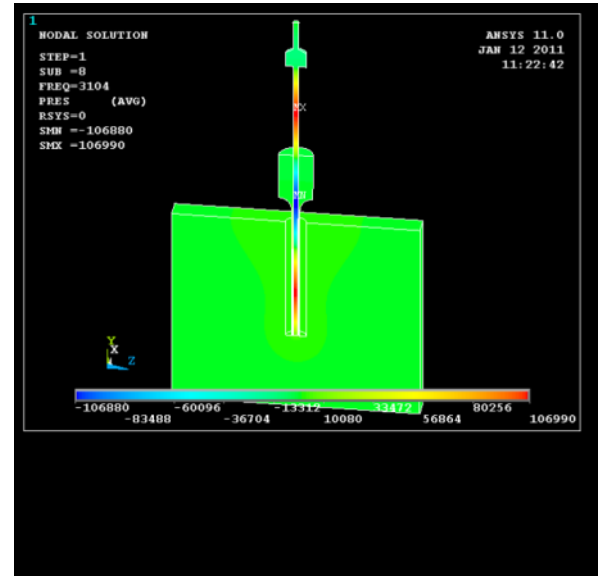 1
NODAL SOLUTION
STEP=1
SUB =8
FREQ=3104
PRES (AVG)
RSYS=0
SMN =-106880
SMX =106990
ANSYS 11.0
JAN 12 2011
11:22:42
MX
MN
Y
X
Z
-106880 -60096 -13312 33472 80256
-83488 -36704 10080 56864 106990